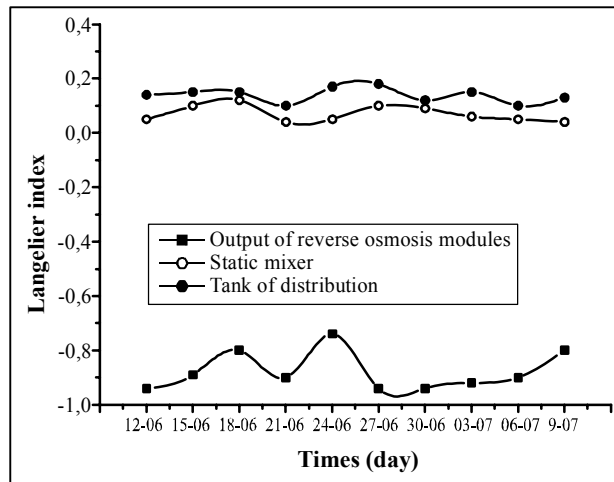 0,4
0,2
0,0
-0,2
-0,4
-0,6
-0,8
-1,0
Langelier index
Output of reverse osmosis modules
Static mixer
Tank of distribution
12-06 15-06 18-06 21-06 24-06 27-06 30-06 03-07 06-07 9-07
Times (day)